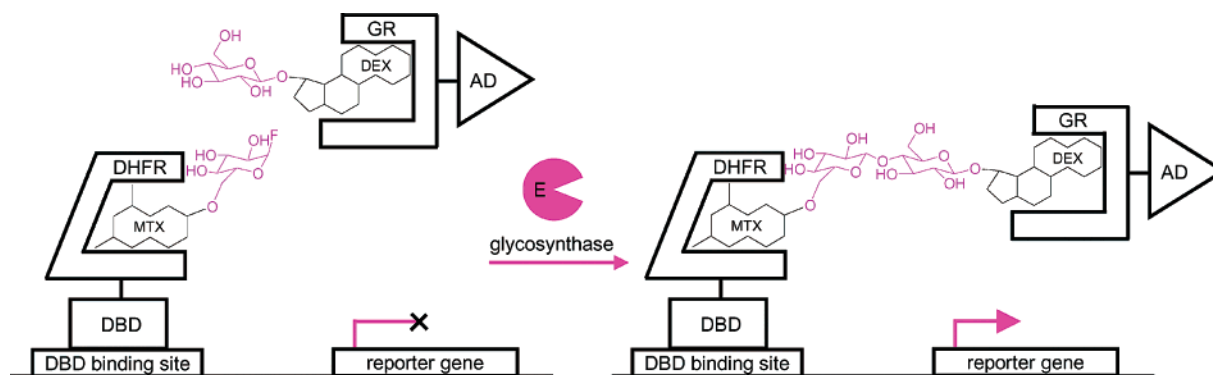 OH
HO
O
HO
OH
O
GR
DEX
AD
F
OH
HO
HO
O
O
DHFR
MTX
DBD
DBD binding site
reporter gene
E
glycosynthase
HO
OH
HO
O
O
OH
O
HO
OH
O
O
GR
DEX
AD
DHFR
MTX
DBD
DBD binding site
reporter gene